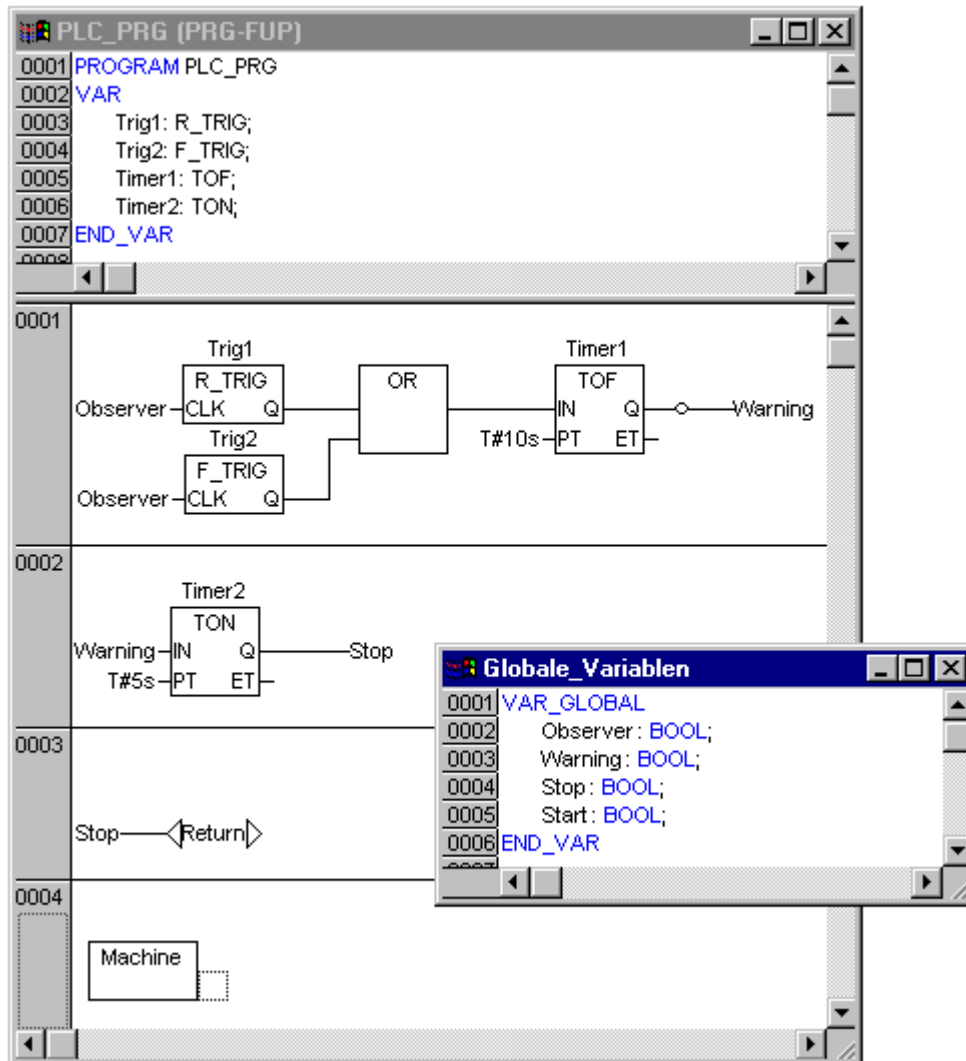 PLC_PRG (PRG-FUP)
0001 PROGRAM PLC_PRG
0002 VAR
0003 Trig1: R_TRIG;
0004 Trig2: F_TRIG;
0005 Timer1: TOF;
0006 Timer2: TON;
0007 END_VAR
0008
0001
Trig1
R_TRIG
Observer CLK Q
Trig2
F_TRIG
Observer CLK Q
OR
Timer1
TOF
IN Q Warning
T#10s PT ET
0002
Timer2
TON
Warning IN Q Stop
T#5s PT ET
0003
Stop Return
0004
Machine
Globale_Variablen
0001 VAR_GLOBAL
0002 Observer: BOOL;
0003 Warning: BOOL;
0004 Stop: BOOL;
0005 Start: BOOL;
0006 END_VAR
0007